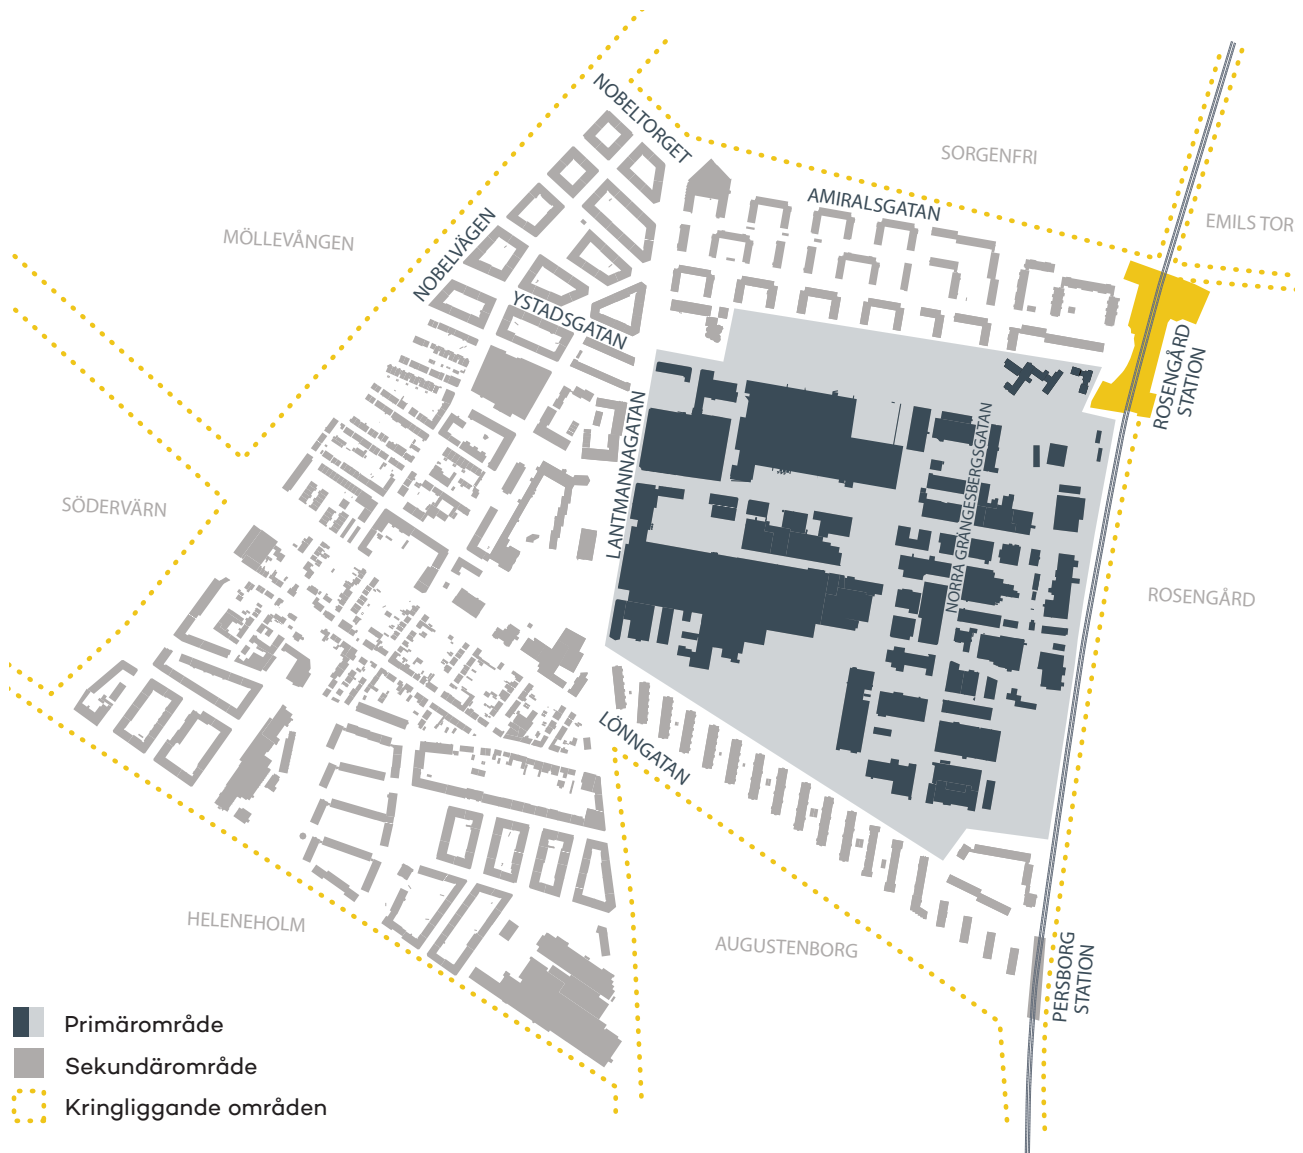 NOBELTORGET
SORGENFRI
AMIRALSGATAN
EMILS TOR
MÖLLEVÅNGEN
NOBELVÄGEN
YSTADSGATAN
ROSENGÅRD
STATION
LANTMANNAGATAN
NORRA GRÄNGESBERGSGATAN
SÖDERVÄRN
ROSENGÅRD
LÖNNGATAN
HELENEHOLM
AUGUSTENBORG
PERSBORG
STATION
Primärområde
Sekundärområde
Kringliggande områden